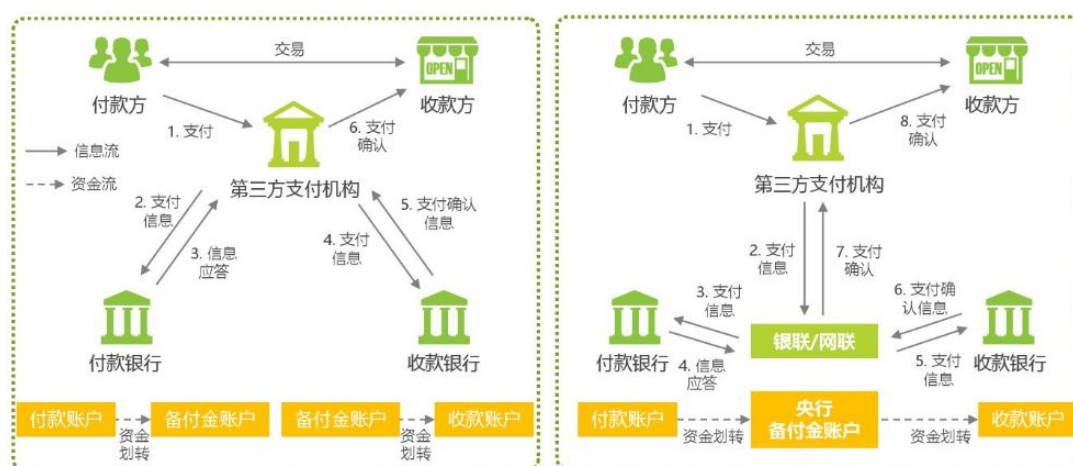 交易
付款方
OPEN
收款方
1. 支付
6. 支付
确认
信息流
资金流
第三方支付机构
2. 支付
信息
3. 信息
应答
4. 支付
信息
5. 支付确认
信息
付款银行
收款银行
付款账户
备付金账户
备付金账户
收款账户
资金
划转
资金
划转
交易
付款方
OPEN
收款方
1. 支付
8. 支付
确认
第三方支付机构
2. 支付
信息
7. 支付
确认
3. 支付
信息
6. 支付确
认信息
银联/网联
付款银行
4. 信息
应答
5. 支付
信息
收款银行
付款账户
资金划转
央行
备付金账户
资金划转
收款账户